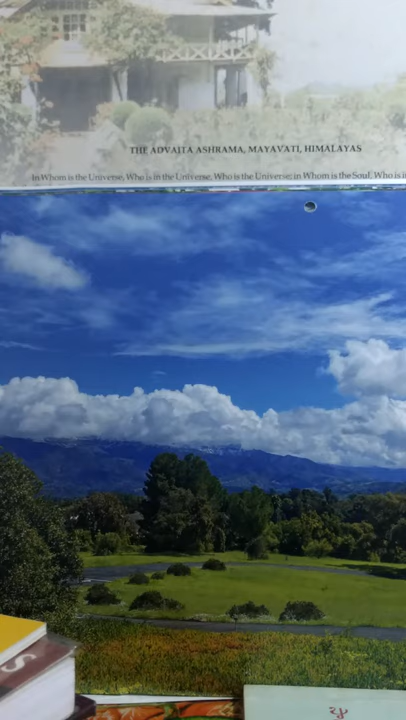 THE ADVAITA ASHRAMA, MAYAVATI, HIMALAYAS
In Whom is the Universe, Who is in the Universe, Who is the Universe; in Whom is the Soul, Who is i
S